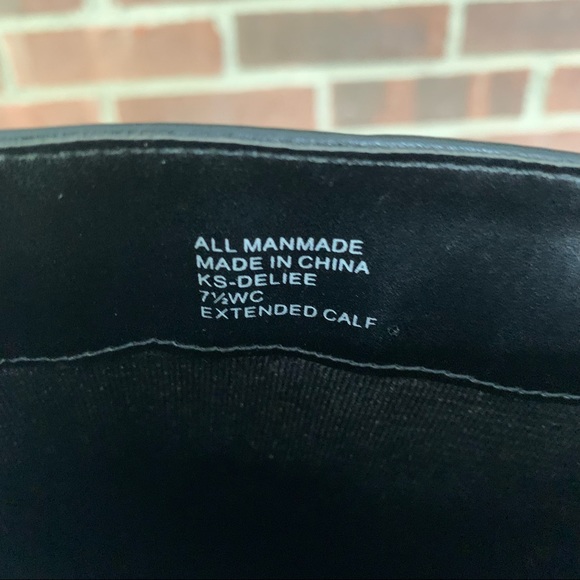 ALL MANMADE
MADE IN CHINA
KS-DELIEE
7½WC
EXTENDED CALF